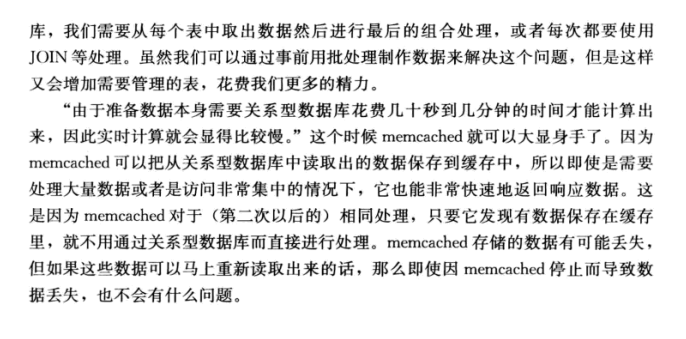 库，我们需要从每个表中取出数据然后进行最后的组合处理，或者每次都要使用
JOIN 等处理。虽然我们可以通过事前用批处理制作数据来解决这个问题，但是这样
又会增加需要管理的表，花费我们更多的精力。
“由于准备数据本身需要关系型数据库花费几十秒到几分钟的时间才能计算出
来，因此实时计算就会显得比较慢。”这个时候 memcached 就可以大显身手了。因为
memcached 可以把从关系型数据库中读取出的数据保存到缓存中，所以即使是需要
处理大量数据或者是访问非常集中的情况下，它也能非常快速地返回响应数据。这
是因为 memcached 对于（第二次以后的）相同处理，只要它发现有数据保存在缓存
里，就不用通过关系型数据库而直接进行处理。memcached 存储的数据有可能丢失，
但如果这些数据可以马上重新读取出来的话，那么即使因 memcached 停止而导致数
据丢失，也不会有什么问题。